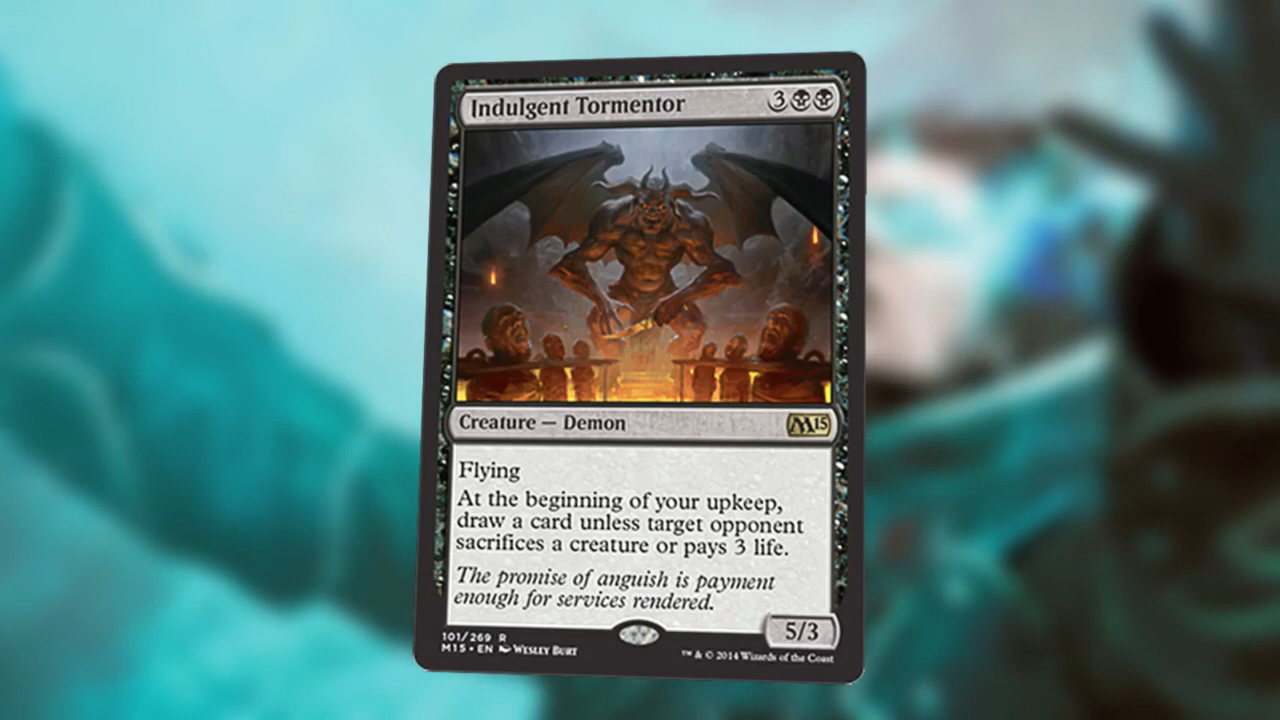 Indulgent Tormentor 3
Creature — Demon M15
Flying
At the beginning of your upkeep,
draw a card unless target opponent
sacrifices a creature or pays 3 life.
The promise of anguish is payment
enough for services rendered.
5/3
101/269 R
M15 • EN Wesley Burt
™ & © 2014 Wizards of the Coast